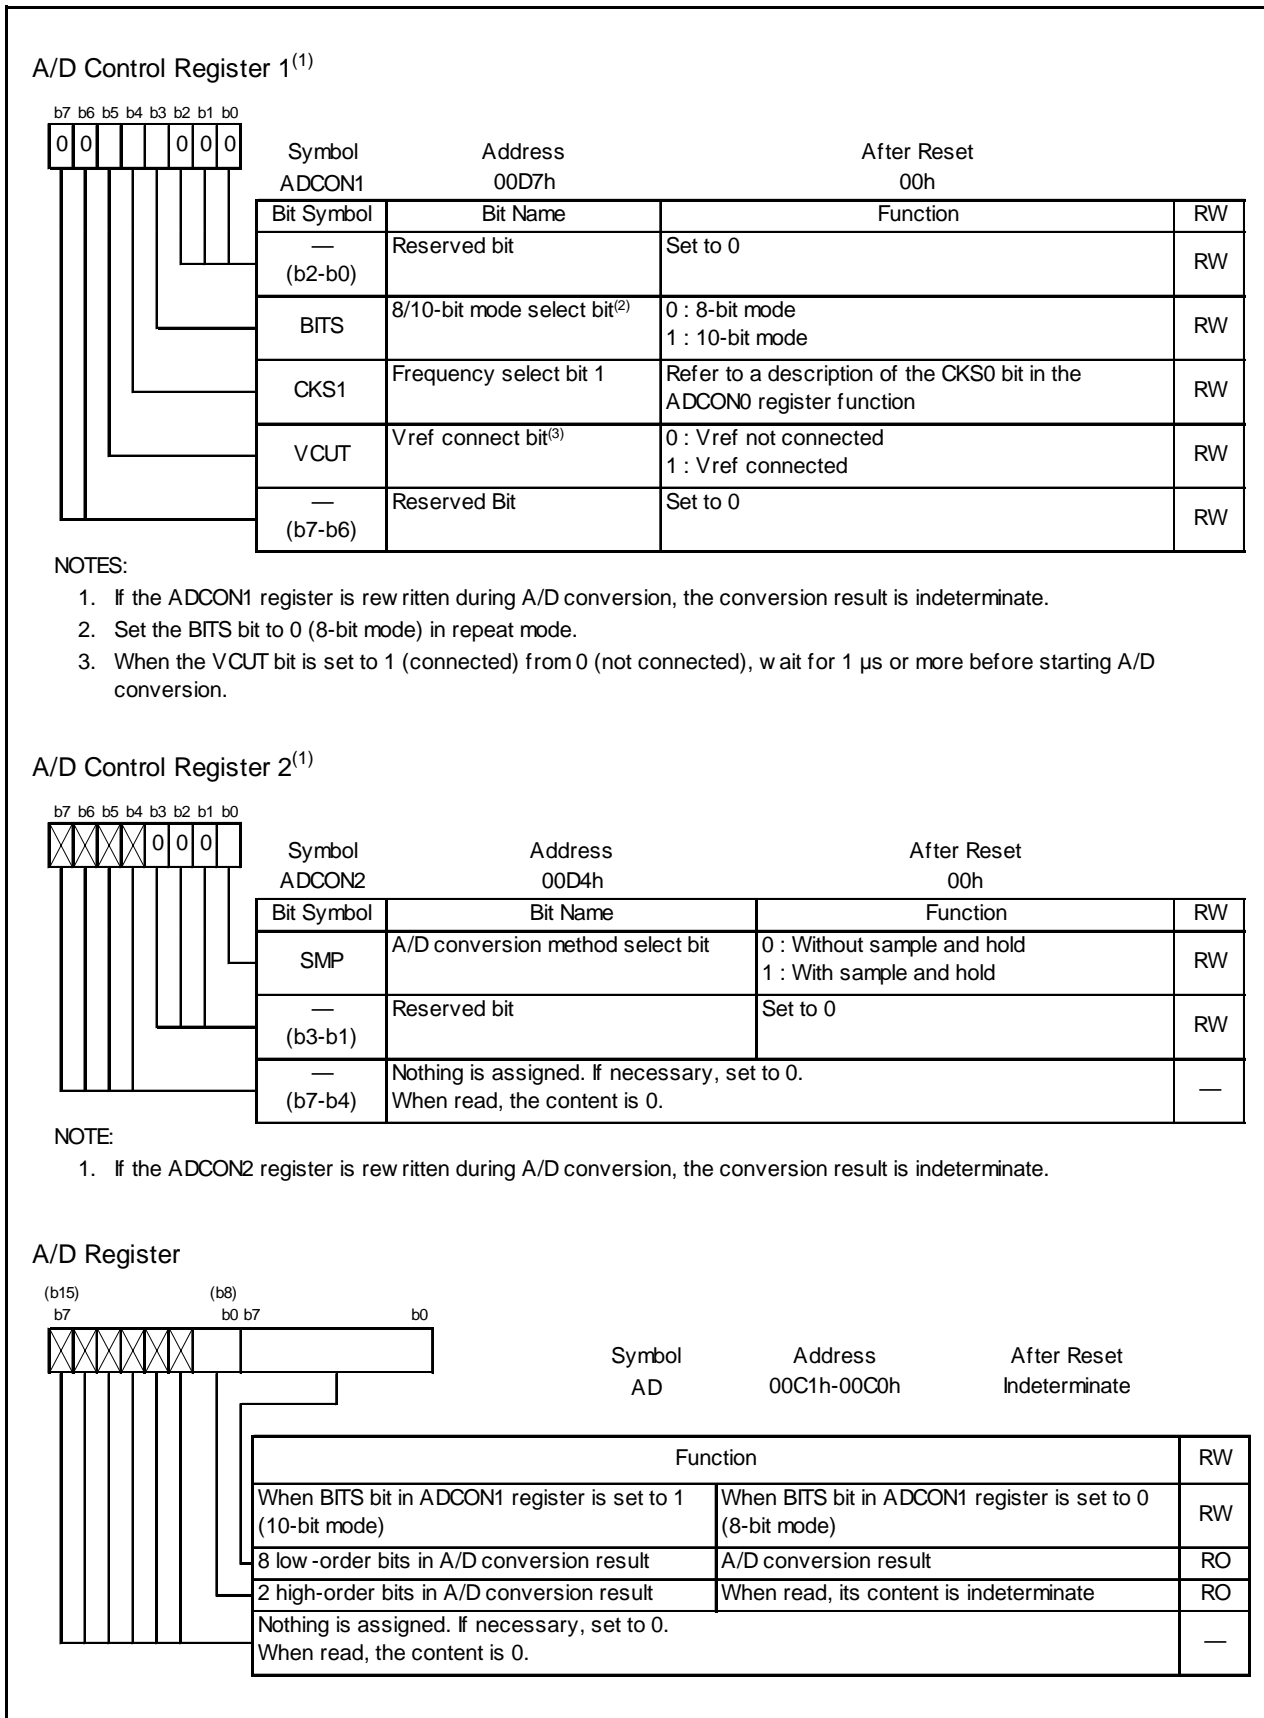 A/D Control Register 1(1)
b7 b6 b5 b4 b3 b2 b1 b0
0 0 0 0 0
Symbol Address After Reset
ADCON1 00D7h 00h
Bit Symbol Bit Name Function RW
— (b2-b0) Reserved bit Set to 0 RW
BITS 8/10-bit mode select bit(2) 0 : 8-bit mode
1 : 10-bit mode RW
CKS1 Frequency select bit 1 Refer to a description of the CKS0 bit in the
ADCON0 register function RW
VCUT Vref connect bit(3) 0 : Vref not connected
1 : Vref connected RW
— (b7-b6) Reserved Bit Set to 0 RW
NOTES:
1. If the ADCON1 register is rewritten during A/D conversion, the conversion result is indeterminate.
2. Set the BITS bit to 0 (8-bit mode) in repeat mode.
3. When the VCUT bit is set to 1 (connected) from 0 (not connected), wait for 1 µs or more before starting A/D
conversion.
A/D Control Register 2(1)
b7 b6 b5 b4 b3 b2 b1 b0
0 0 0
Symbol Address After Reset
ADCON2 00D4h 00h
Bit Symbol Bit Name Function RW
SMP A/D conversion method select bit 0 : Without sample and hold
1 : With sample and hold RW
— (b3-b1) Reserved bit Set to 0 RW
— (b7-b4) Nothing is assigned. If necessary, set to 0.
When read, the content is 0. —
NOTE:
1. If the ADCON2 register is rewritten during A/D conversion, the conversion result is indeterminate.
A/D Register
(b15) (b8)
b7 b0 b7 b0
Symbol Address After Reset
AD 00C1h-00C0h Indeterminate
Function RW
When BITS bit in ADCON1 register is set to 1
(10-bit mode)
When BITS bit in ADCON1 register is set to 0
(8-bit mode)
RW
8 low-order bits in A/D conversion result A/D conversion result RO
2 high-order bits in A/D conversion result When read, its content is indeterminate RO
Nothing is assigned. If necessary, set to 0.
When read, the content is 0. —